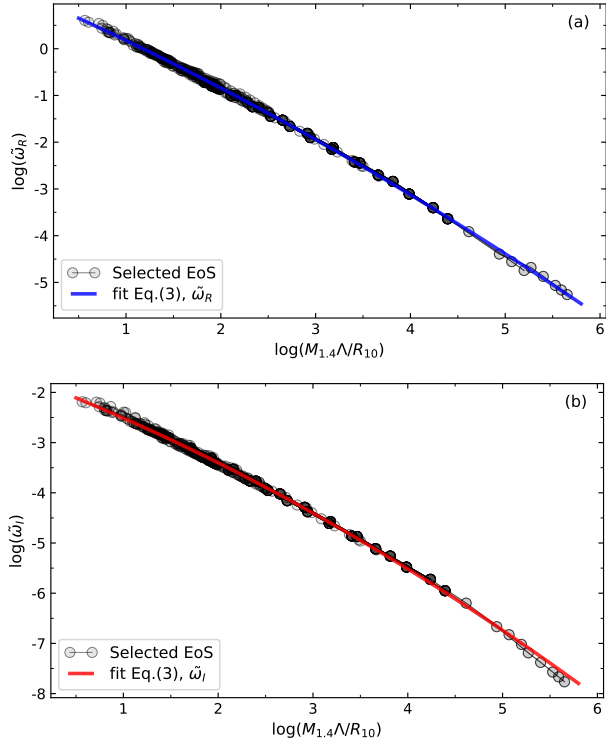 (a)
0
-1
-2
-3
-4
-5
log(ω̃_R)
Selected EoS
fit Eq.(3), ω̃_R
1 2 3 4 5 6
log(M_{1.4}Λ/R_{10})
(b)
-2
-3
-4
-5
-6
-7
-8
log(ω̃_I)
Selected EoS
fit Eq.(3), ω̃_I
1 2 3 4 5 6
log(M_{1.4}Λ/R_{10})